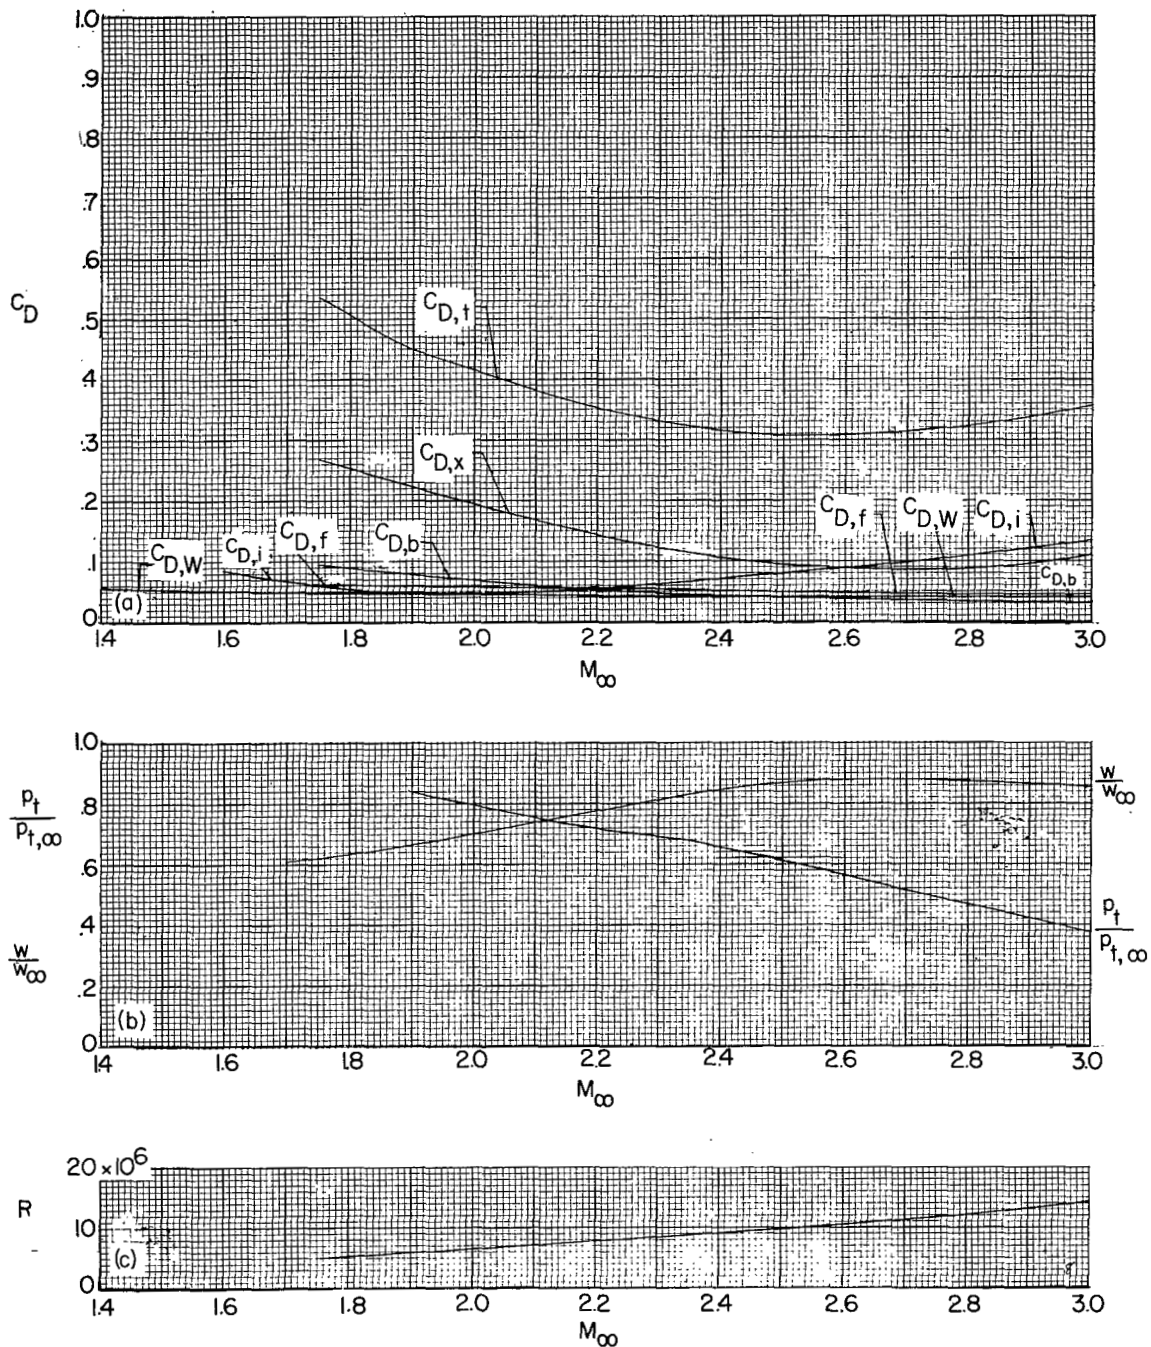 1.0
.9
.8
.7
.6
C_D
.5
.4
.3
.2
.1
0
C_D,t
C_D,x
C_D,f C_D,W C_D,i
C_D,W C_D,i C_D,f C_D,b
C_D,b
(a)
1.4 1.6 1.8 2.0 2.2 2.4 2.6 2.8 3.0
M_∞
1.0
.8
.6
.4
.2
0
p_t/p_t,∞
w/w_∞
w/w_∞
p_t/p_t,∞
(b)
1.4 1.6 1.8 2.0 2.2 2.4 2.6 2.8 3.0
M_∞
20×10⁶
R
10
0
(c)
1.4 1.6 1.8 2.0 2.2 2.4 2.6 2.8 3.0
M_∞